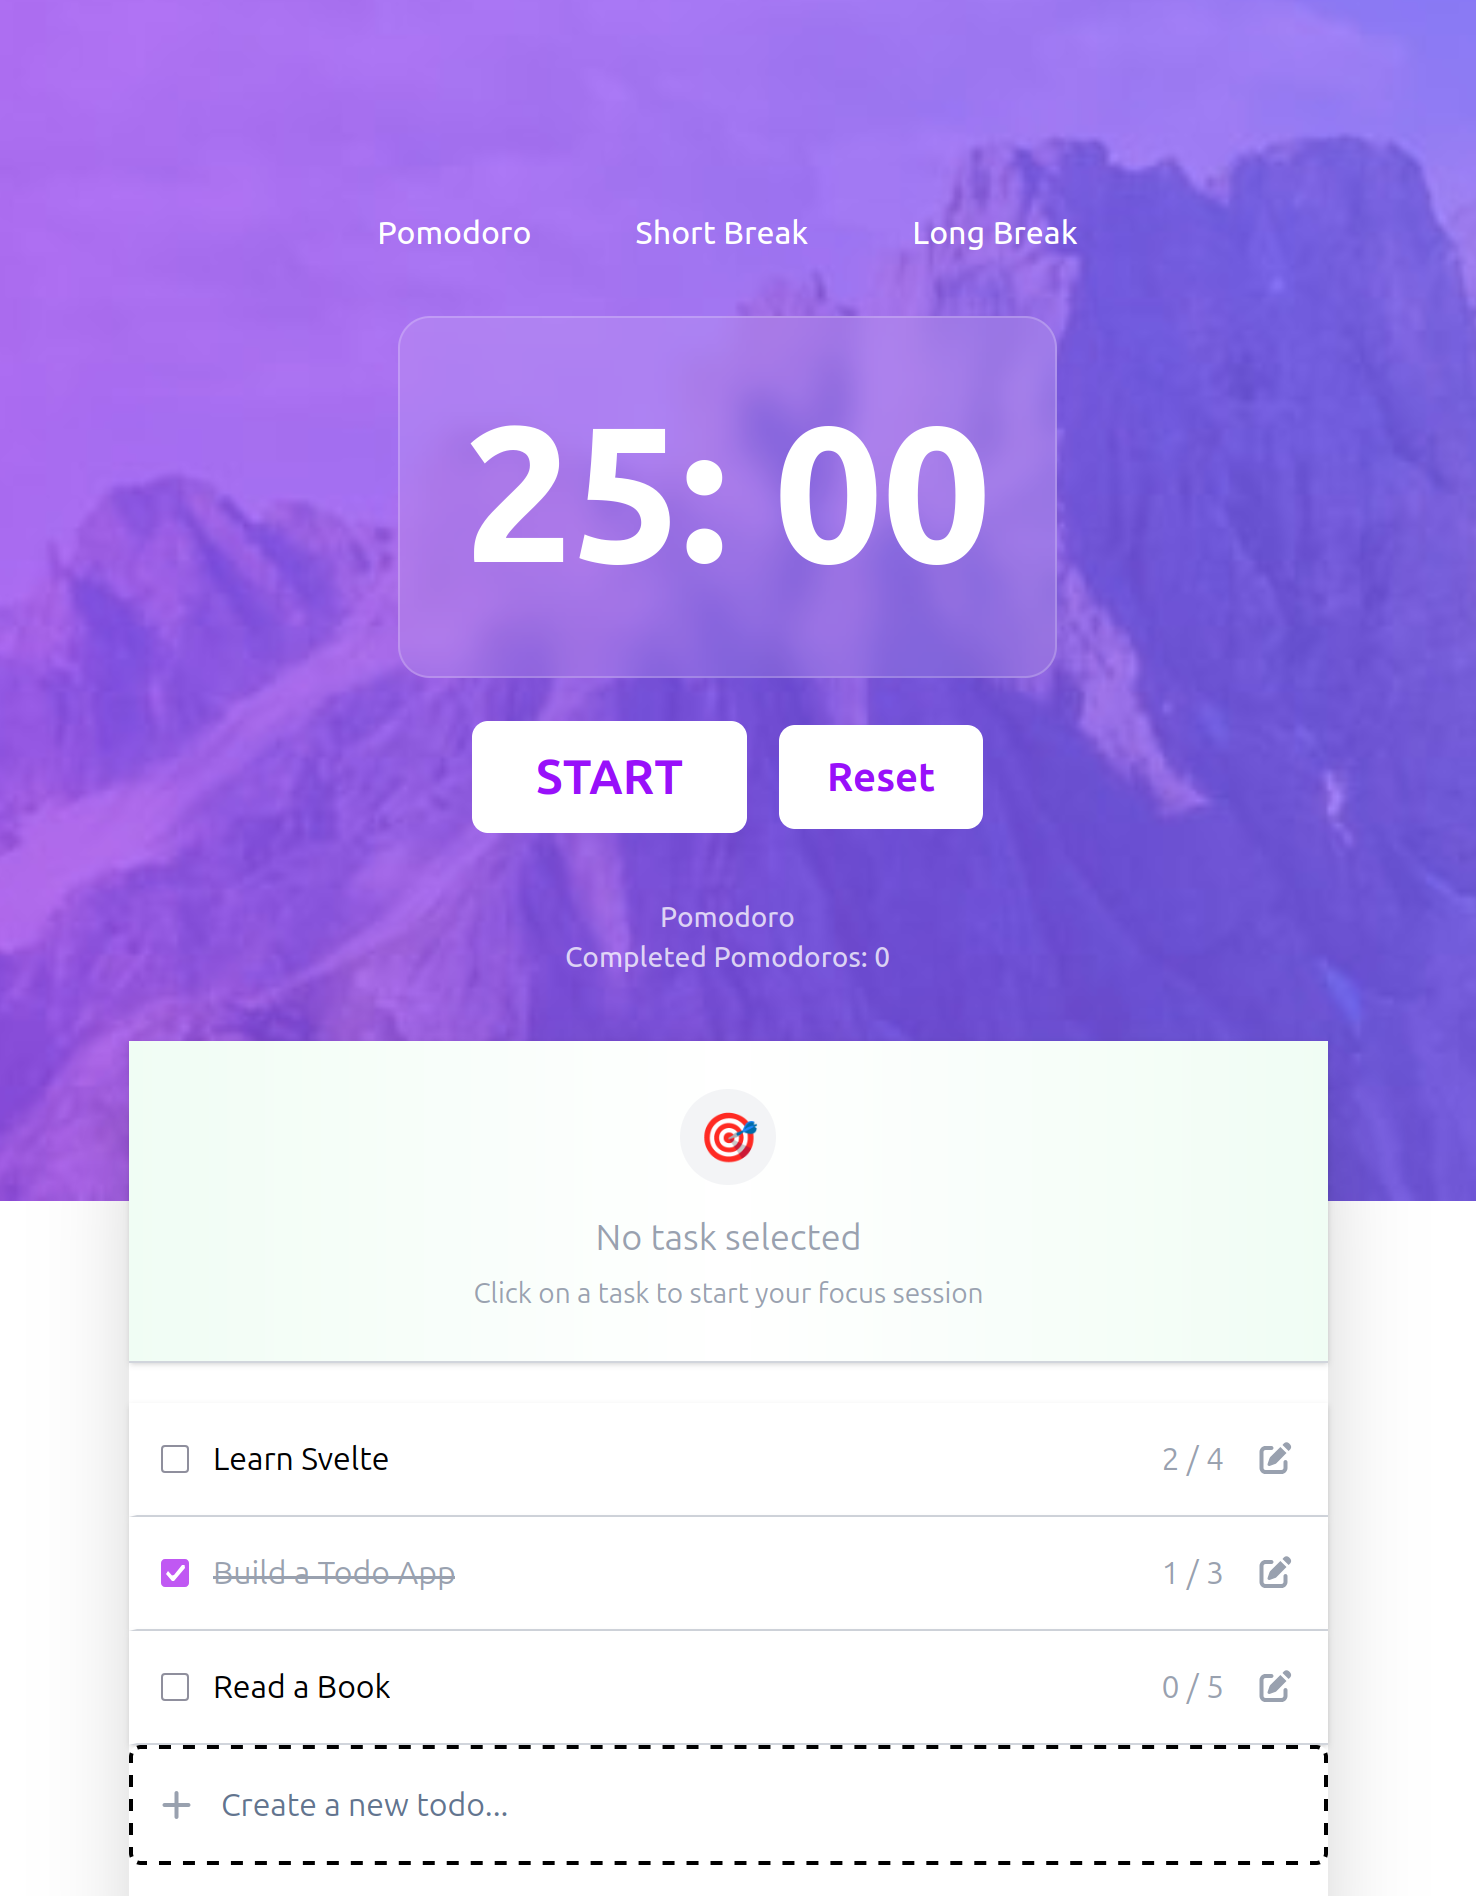 Pomodoro Short Break Long Break
25: 00
START Reset
Pomodoro
Completed Pomodoros: 0
No task selected
Click on a task to start your focus session
Learn Svelte 2 / 4
Build a Todo App 1 / 3
Read a Book 0 / 5
Create a new todo...